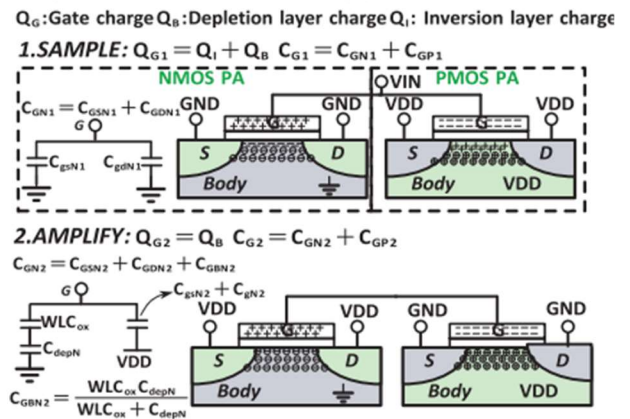 QG:Gate charge QB:Depletion layer charge QI: Inversion layer charge
1.SAMPLE: QG1=QI+QB CG1=CGN1+CGP1
NMOS PA PMOS PA
VIN
CGN1=CGSN1+CGDN1 GND GND VDD VDD
G G G
CgsN1 CgdN1 S D S D
Body Body VDD
2.AMPLIFY: QG2=QB CG2=CGN2+CGP2
CGN2=CGSN2+CGDN2+CGBN2
G CgsN2+CgN2
VDD VDD GND GND
WLCox G G
CdepN VDD S D S D
Body Body VDD
CGBN2= WLCoxCdepN
WLCox+CdepN